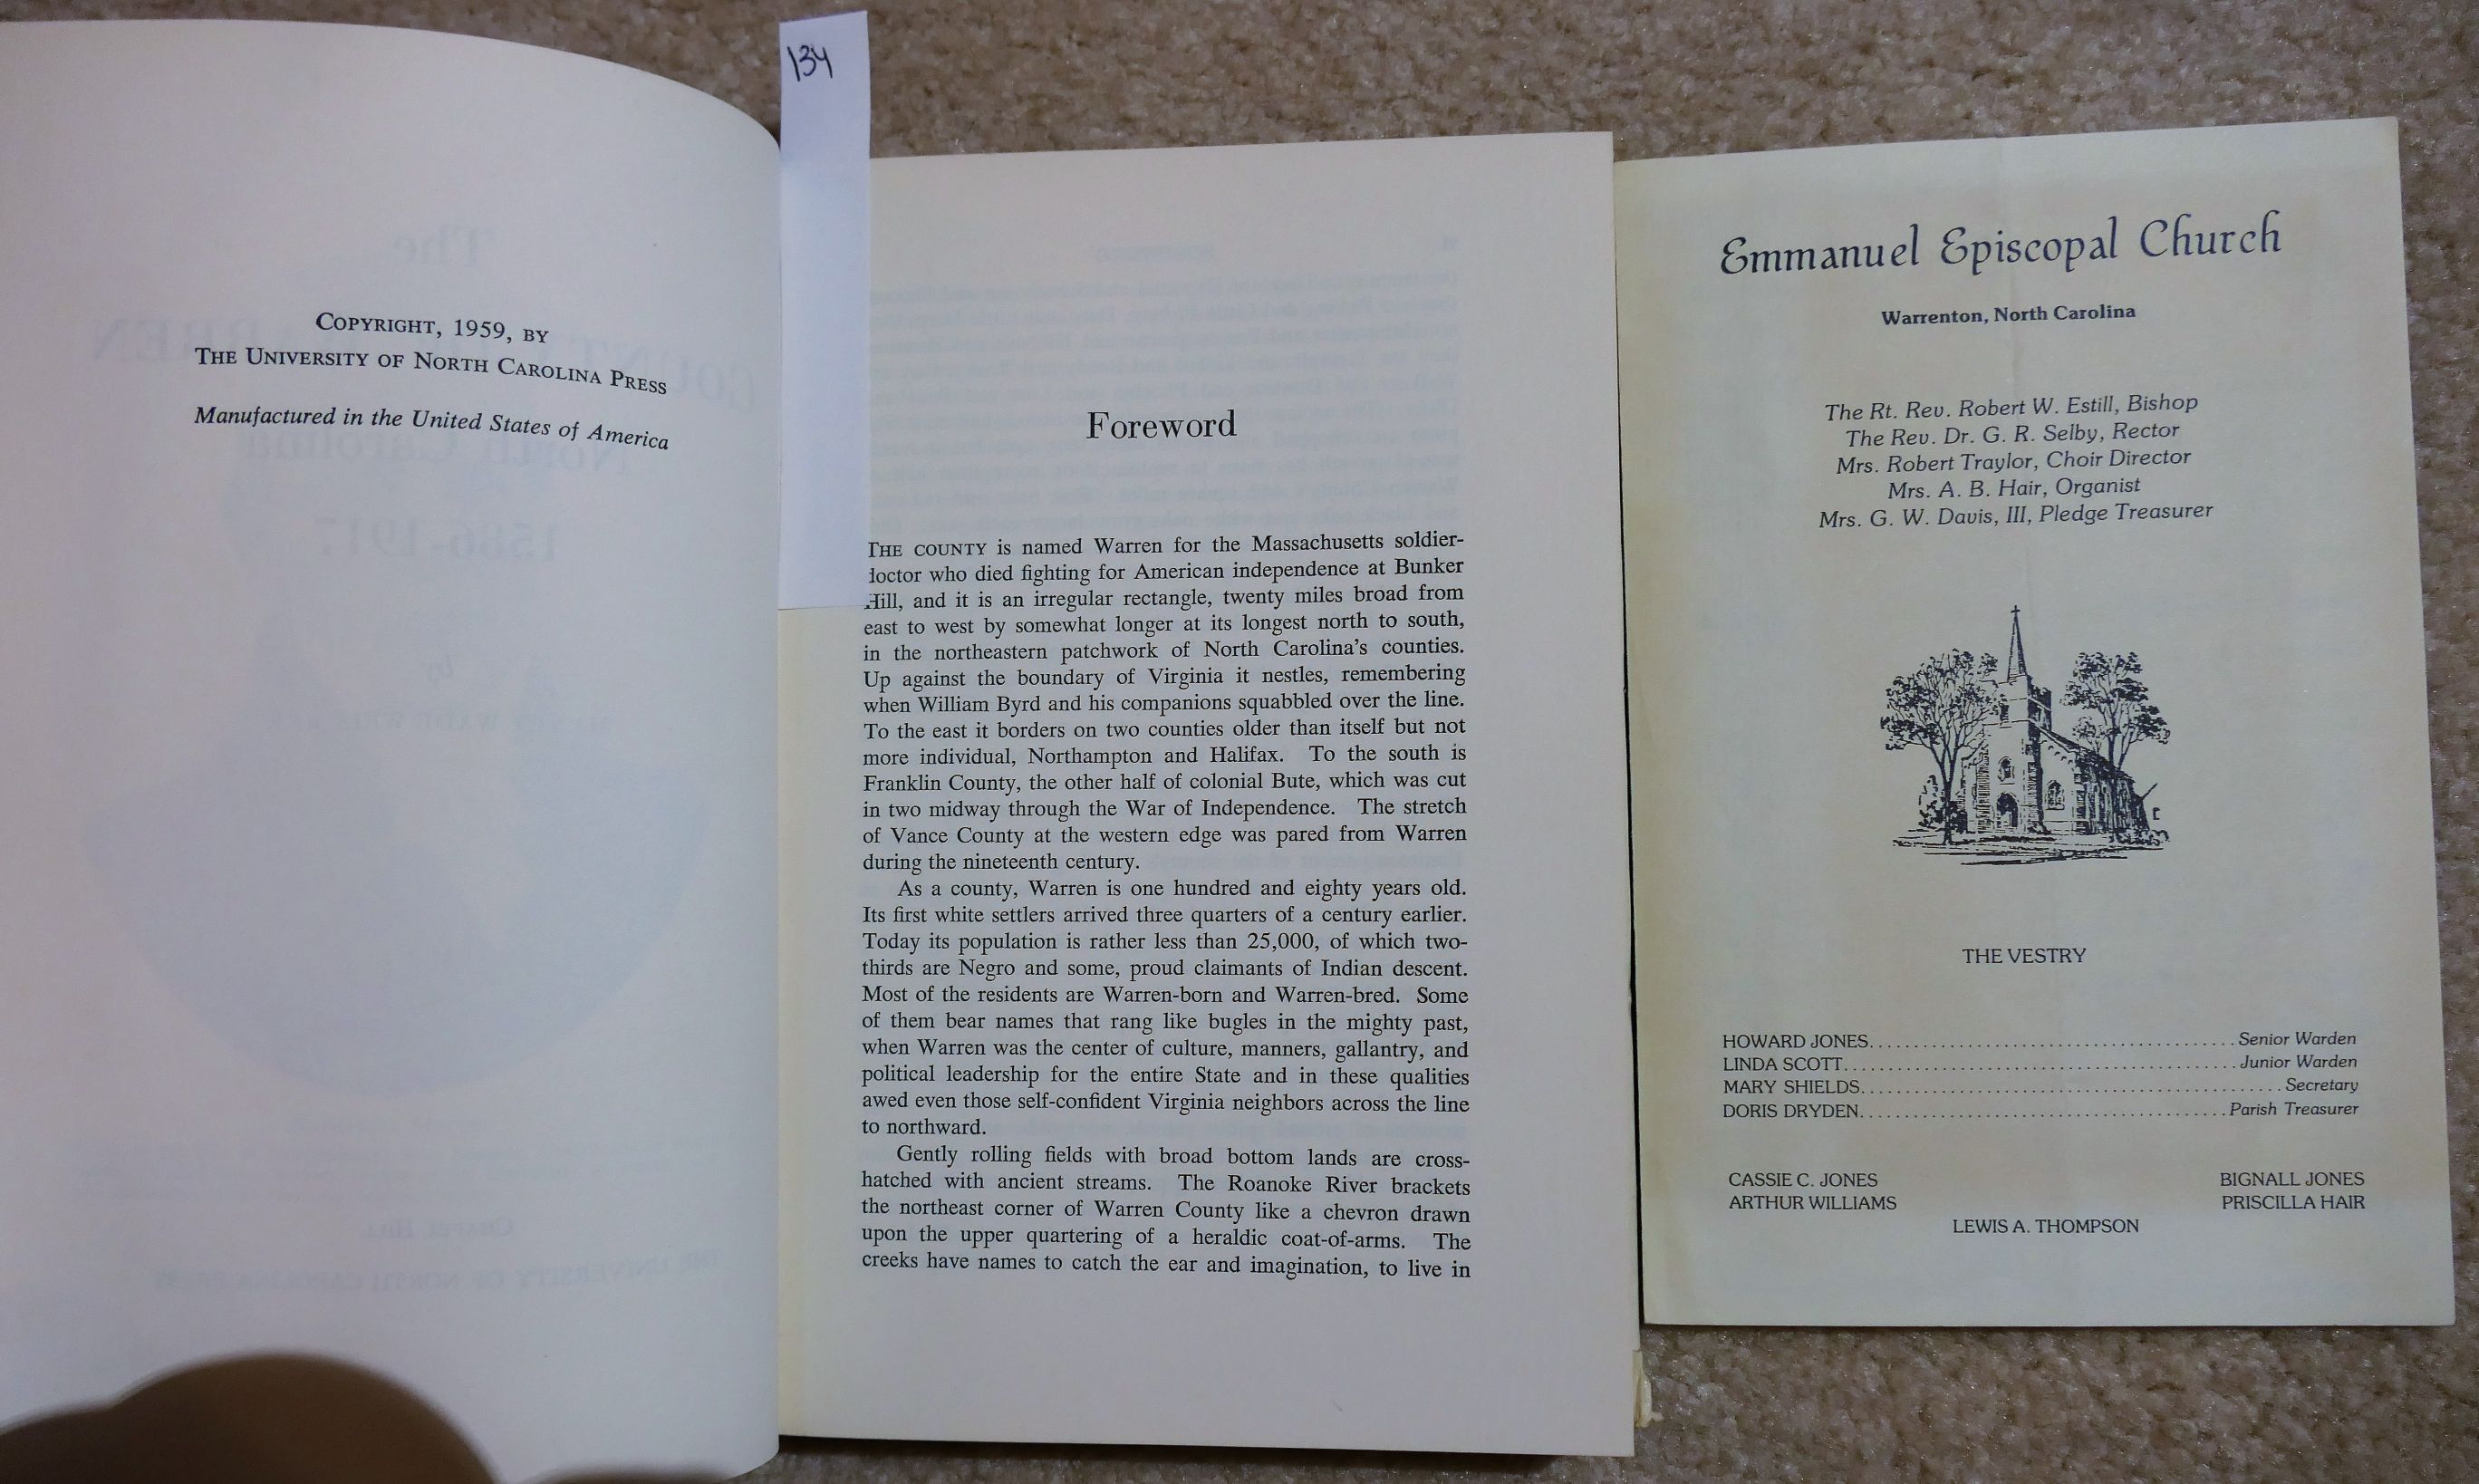 134
COPYRIGHT, 1959, BY
THE UNIVERSITY OF NORTH CAROLINA PRESS
Manufactured in the United States of America
Foreword
THE COUNTY is named Warren for the Massachusetts soldier-
doctor who died fighting for American independence at Bunker
Hill, and it is an irregular rectangle, twenty miles broad from
east to west by somewhat longer at its longest north to south,
in the northeastern patchwork of North Carolina's counties.
Up against the boundary of Virginia it nestles, remembering
when William Byrd and his companions squabbled over the line.
To the east it borders on two counties older than itself but not
more individual, Northampton and Halifax. To the south is
Franklin County, the other half of colonial Bute, which was cut
in two midway through the War of Independence. The stretch
of Vance County at the western edge was pared from Warren
during the nineteenth century.
As a county, Warren is one hundred and eighty years old.
Its first white settlers arrived three quarters of a century earlier.
Today its population is rather less than 25,000, of which two-
thirds are Negro and some, proud claimants of Indian descent.
Most of the residents are Warren-born and Warren-bred. Some
of them bear names that rang like bugles in the mighty past,
when Warren was the center of culture, manners, gallantry, and
political leadership for the entire State and in these qualities
awed even those self-confident Virginia neighbors across the line
to northward.
Gently rolling fields with broad bottom lands are cross-
hatched with ancient streams. The Roanoke River brackets
the northeast corner of Warren County like a chevron drawn
upon the upper quartering of a heraldic coat-of-arms. The
creeks have names to catch the ear and imagination, to live in
Emmanuel Episcopal Church
Warrenton, North Carolina
The Rt. Rev. Robert W. Estill, Bishop
The Rev. Dr. G. R. Selby, Rector
Mrs. Robert Traylor, Choir Director
Mrs. A. B. Hair, Organist
Mrs. G. W. Davis, III, Pledge Treasurer
THE VESTRY
HOWARD JONES........................................Senior Warden
LINDA SCOTT...........................................Junior Warden
MARY SHIELDS..............................................Secretary
DORIS DRYDEN........................................Parish Treasurer
CASSIE C. JONES BIGNALL JONES
ARTHUR WILLIAMS PRISCILLA HAIR
LEWIS A. THOMPSON